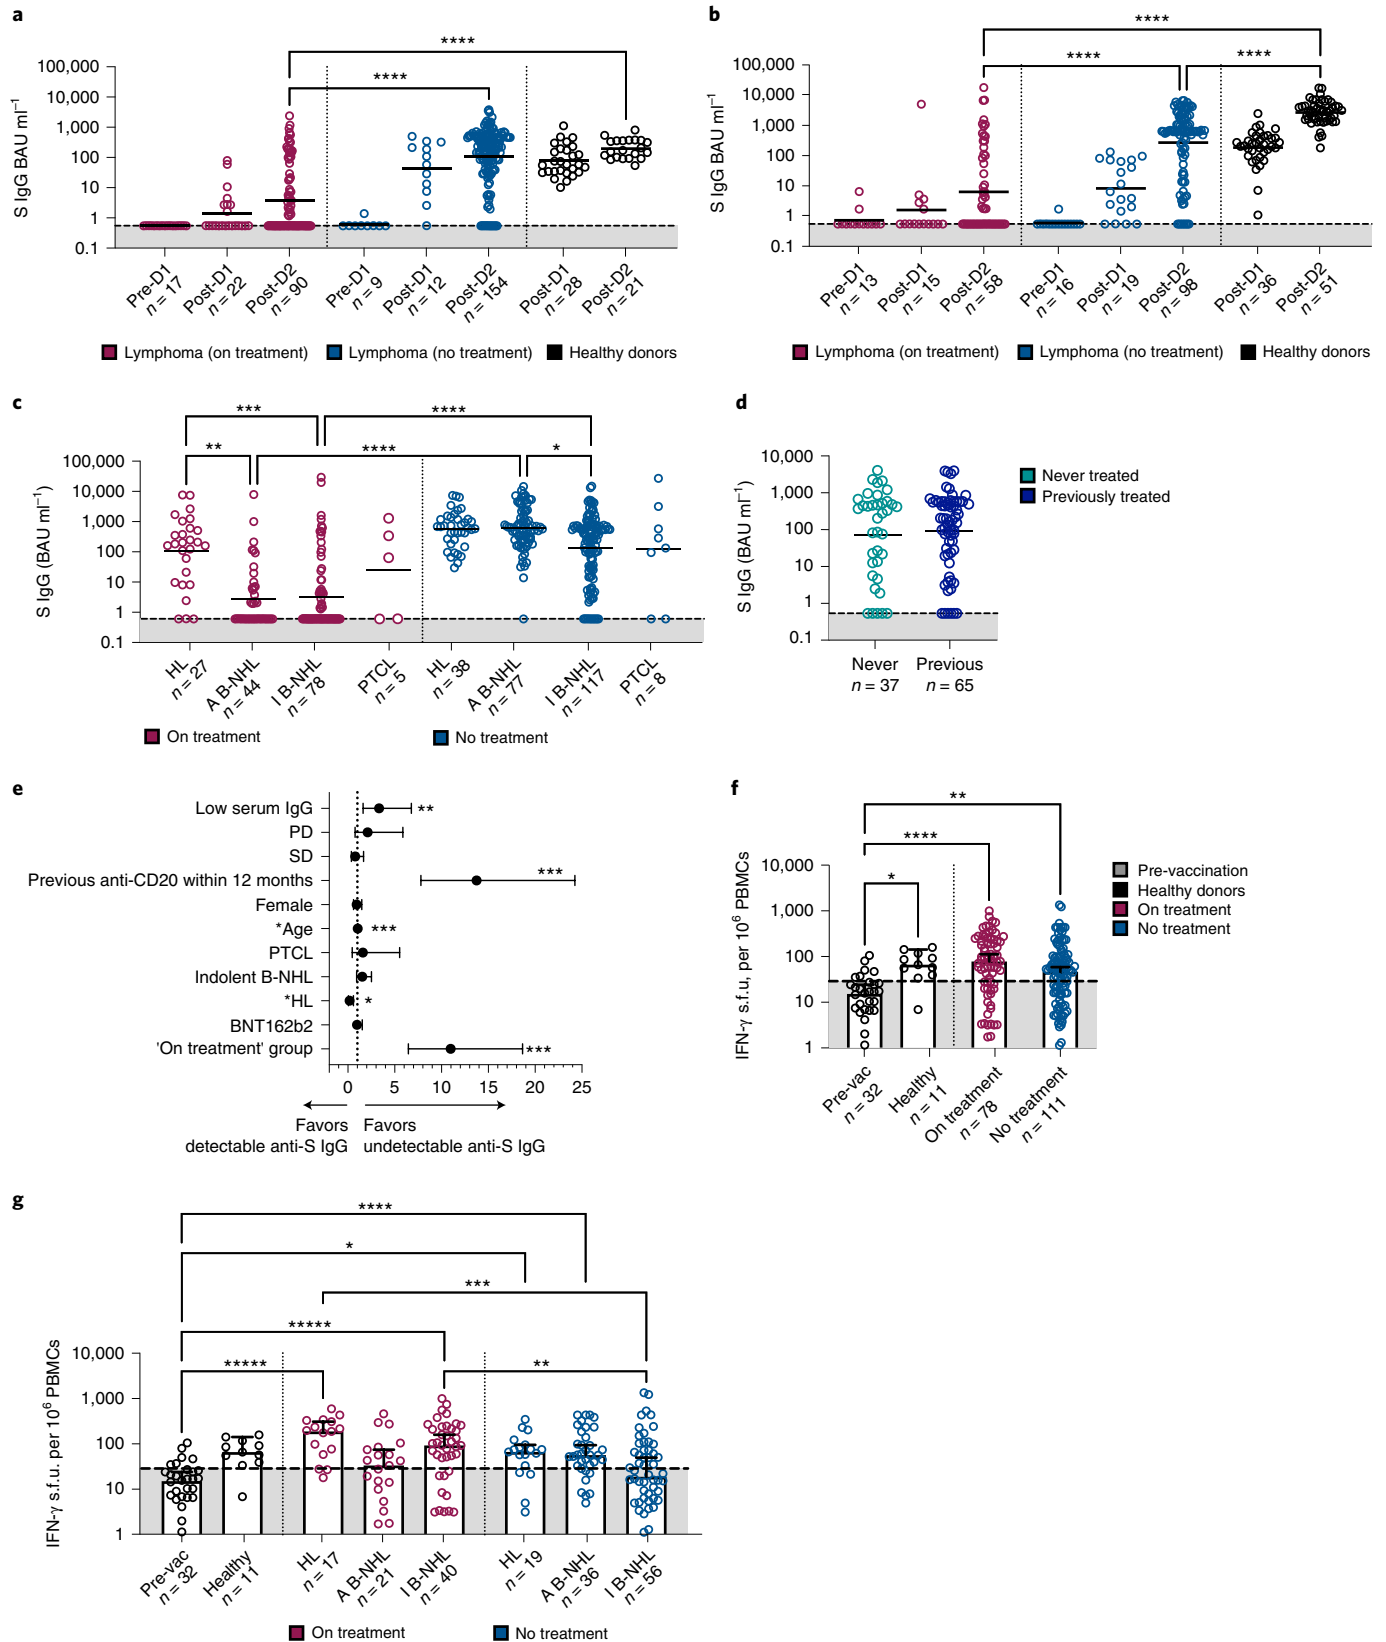 a
****
****
100,000
10,000
1,000
100
10
1
0.1
S IgG BAU ml⁻¹
Pre-D1
n = 17
Post-D1
n = 22
Post-D2
n = 90
Pre-D1
n = 9
Post-D1
n = 12
Post-D2
n = 154
Post-D1
n = 28
Post-D2
n = 21
Lymphoma (on treatment)
Lymphoma (no treatment)
Healthy donors
b
****
****
****
100,000
10,000
1,000
100
10
1
0.1
S IgG BAU ml⁻¹
Pre-D1
n = 13
Post-D1
n = 15
Post-D2
n = 58
Pre-D1
n = 16
Post-D1
n = 19
Post-D2
n = 98
Post-D1
n = 36
Post-D2
n = 51
Lymphoma (on treatment)
Lymphoma (no treatment)
Healthy donors
c
***
****
**
****
*
100,000
10,000
1,000
100
10
1
0.1
S IgG (BAU ml⁻¹)
HL
n = 27
A B-NHL
n = 44
I B-NHL
n = 78
PTCL
n = 5
HL
n = 38
A B-NHL
n = 77
I B-NHL
n = 117
PTCL
n = 8
On treatment
No treatment
d
10,000
1,000
100
10
1
0.1
S IgG (BAU ml⁻¹)
Never
n = 37
Previous
n = 65
Never treated
Previously treated
e
Low serum IgG
**
PD
SD
Previous anti-CD20 within 12 months
***
Female
*Age
***
PTCL
Indolent B-NHL
*HL
*
BNT162b2
'On treatment' group
***
0 5 10 15 20 25
Favors
detectable anti-S IgG
Favors
undetectable anti-S IgG
f
**
****
*
10,000
1,000
100
10
1
IFN-γ s.f.u, per 10⁶ PBMCs
Pre-vac
n = 32
Healthy
n = 11
On treatment
n = 78
No treatment
n = 111
Pre-vaccination
Healthy donors
On treatment
No treatment
g
****
*
***
*****
*****
**
10,000
1,000
100
10
1
IFN-γ s.f.u. per 10⁶ PBMCs
Pre-vac
n = 32
Healthy
n = 11
HL
n = 17
A B-NHL
n = 21
I B-NHL
n = 40
HL
n = 19
A B-NHL
n = 36
I B-NHL
n = 56
On treatment
No treatment